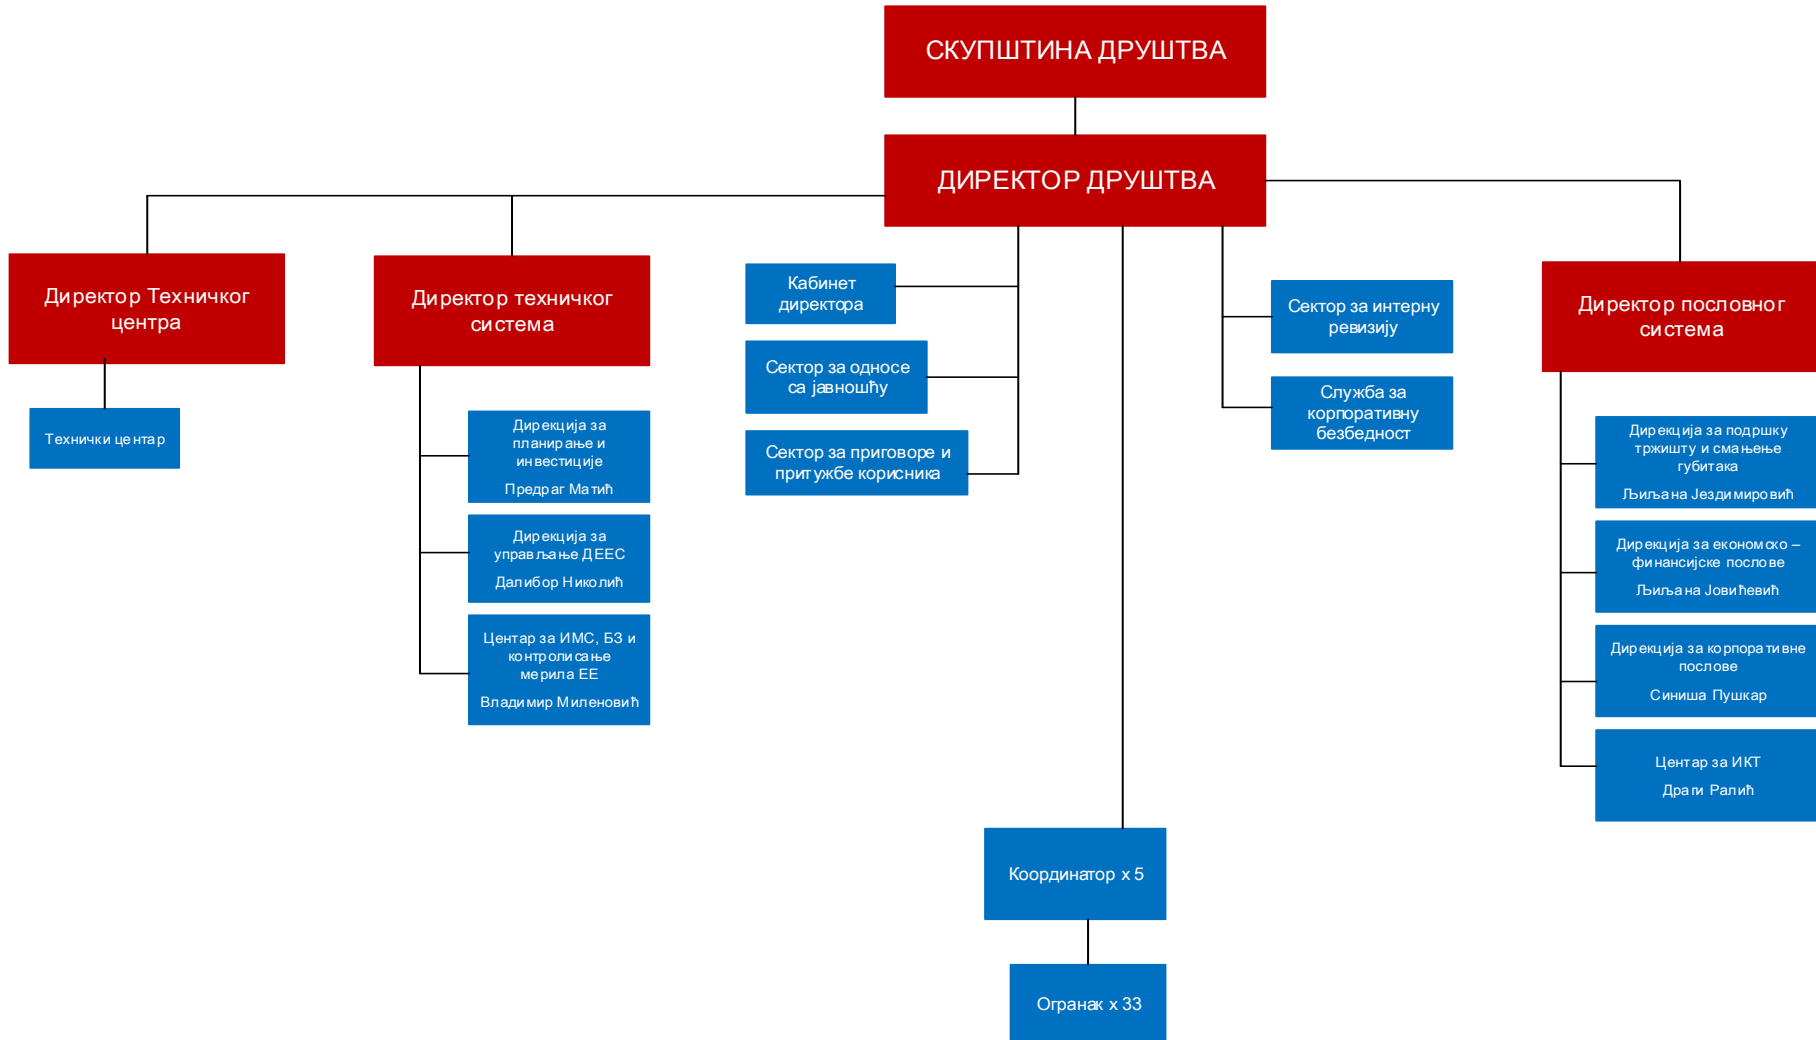 СКУПШТИНА ДРУШТВА
ДИРЕКТОР ДРУШТВА
Директор Техничког
центра
Технички центар
Директор техничког
система
Дирекција за
планирање и
инвестиције
Предраг Матић
Дирекција за
управљање ДЕЕС
Далибор Николић
Центар за ИМС, БЗ и
контролисање
мерила ЕЕ
Владимир Миленовић
Кабинет
директора
Сектор за односе
са јавношћу
Сектор за приговоре и
притужбе корисника
Сектор за интерну
ревизију
Служба за
корпоративну
безбедност
Директор пословног
система
Дирекција за подршку
тржишту и смањење
губитака
Љиљана Јездимировић
Дирекција за економско –
финансијске послове
Љиљана Јовићевић
Дирекција за корпоративне
послове
Синиша Пушкар
Центар за ИКТ
Драги Ралић
Координатор x 5
Огранак x 33